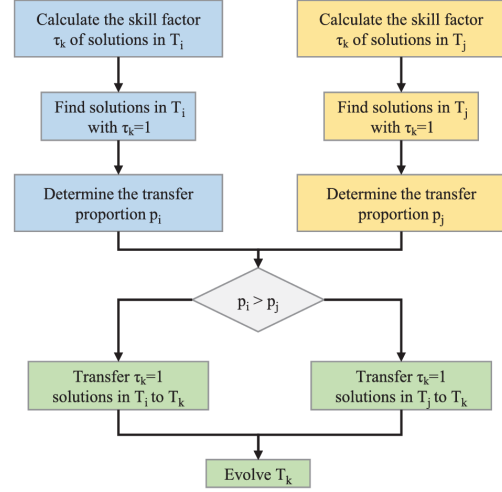 Calculate the skill factor
τk of solutions in Ti
Calculate the skill factor
τk of solutions in Tj
Find solutions in Ti
with τk=1
Find solutions in Tj
with τk=1
Determine the transfer
proportion pi
Determine the transfer
proportion pj
pi > pj
Transfer τk=1
solutions in Ti to Tk
Transfer τk=1
solutions in Tj to Tk
Evolve Tk